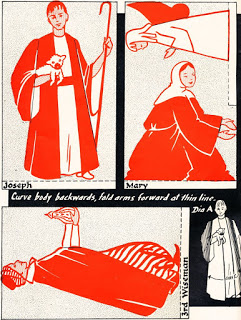 Joseph
Mary
Curve body backwards, fold arms forward at thin line.
Dia A
3rd Wiseman